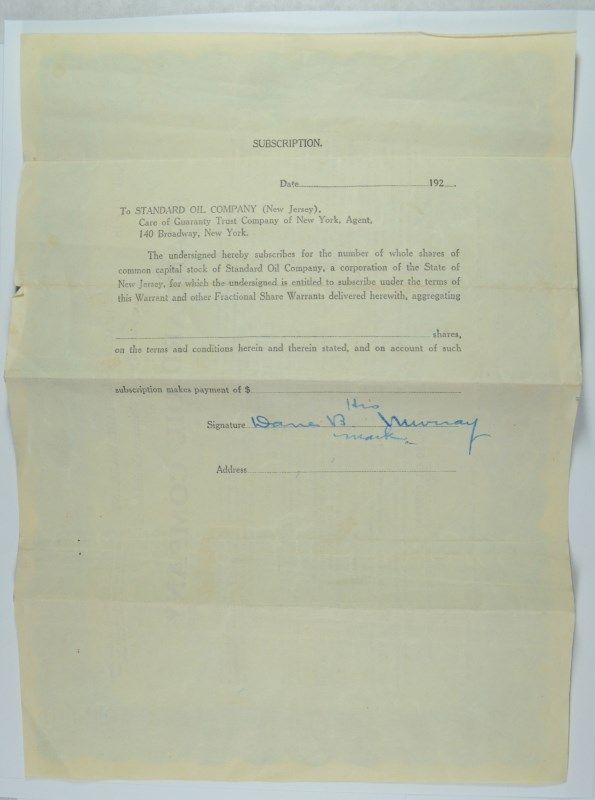 SUBSCRIPTION.
Date 192
To STANDARD OIL COMPANY (New Jersey),
Care of Guaranty Trust Company of New York, Agent,
140 Broadway, New York.
The undersigned hereby subscribes for the number of whole shares of
common capital stock of Standard Oil Company, a corporation of the State of
New Jersey, for which the undersigned is entitled to subscribe under the terms of
this Warrant and other Fractional Share Warrants delivered herewith, aggregating
shares,
on the terms and conditions herein and therein stated, and on account of such
subscription makes payment of $
His
Signature B Murray
mark
Address